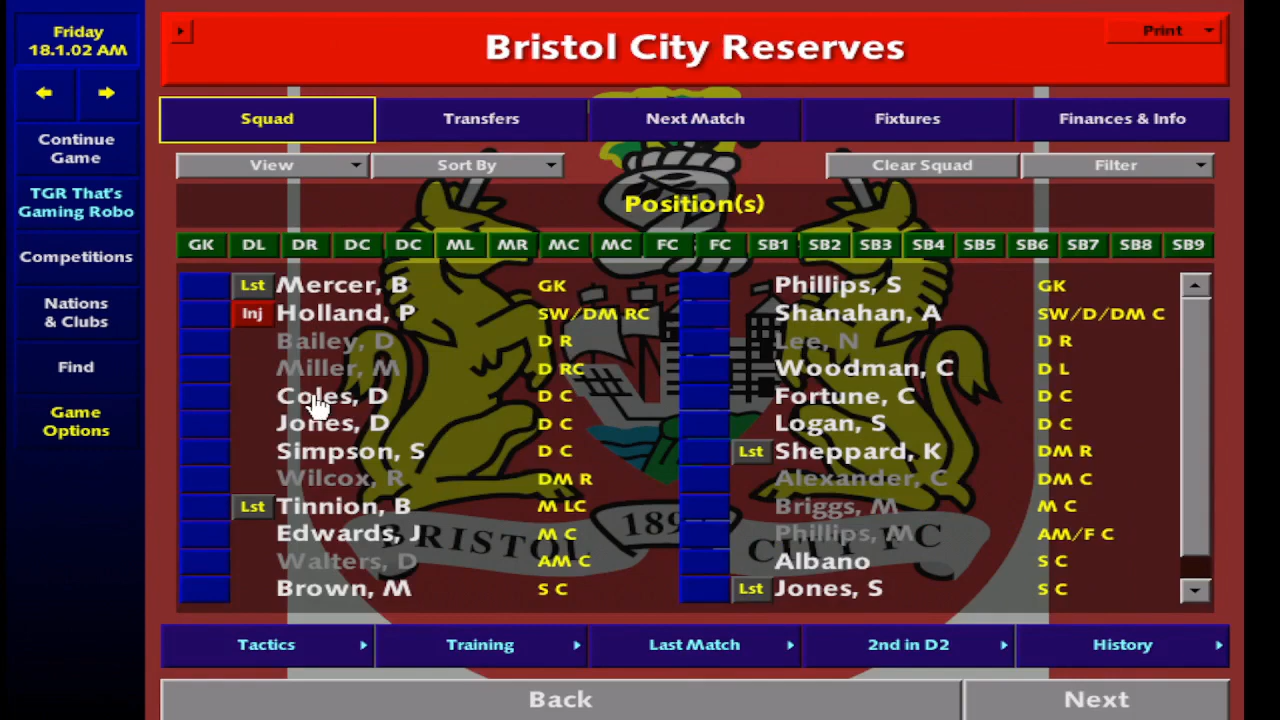 Friday
18.1.02 AM
Continue
Game
TGR That's
Gaming Robo
Competitions
Nations
& Clubs
Find
Game
Options
Bristol City Reserves
Print
Squad Transfers Next Match Fixtures Finances & Info
View Sort By Clear Squad Filter
Position(s)
GK DL DR DC DC ML MR MC MC FC FC SB1 SB2 SB3 SB4 SB5 SB6 SB7 SB8 SB9
Lst Mercer, B GK Phillips, S GK
Inj Holland, P SW/DM RC Shanahan, A SW/D/DM C
Bailey, D D R Lee, N D R
Miller, M D RC Woodman, C D L
Coles, D D C Fortune, C D C
Jones, D D C Logan, S D C
Simpson, S D C Lst Sheppard, K DM R
Wilcox, R DM R Alexander, C DM C
Lst Tinnion, B M LC Briggs, M M C
Edwards, J M C Phillips, M AM/F C
Walters, D AM C Albano S C
Brown, M S C Lst Jones, S S C
BRISTOL 189 CITY FC
Tactics Training Last Match 2nd in D2 History
Back Next